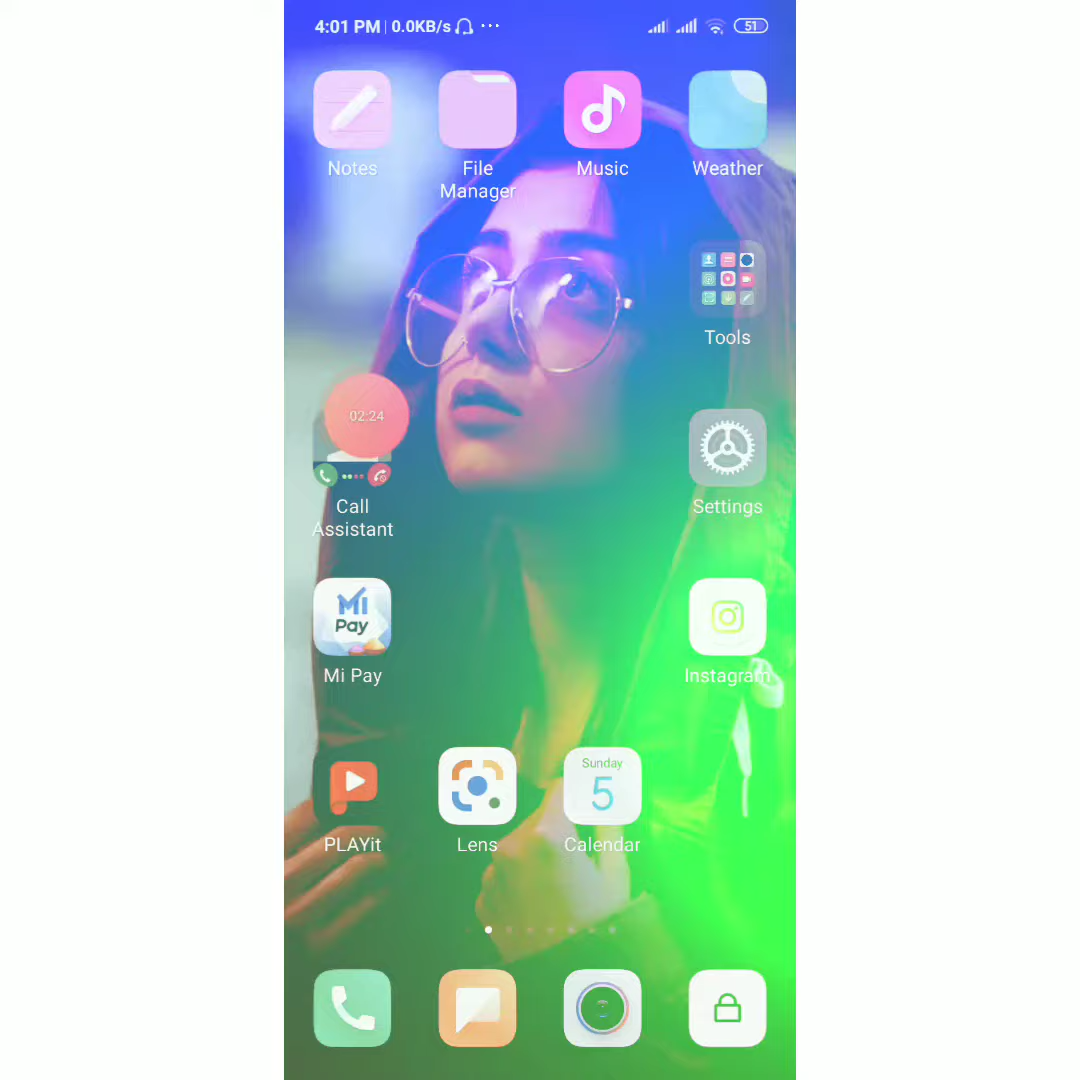 4:01 PM | 0.0KB/s ... 51
Notes
File
Manager
Music
Weather
Tools
02:24
Call
Assistant
Settings
Mi
Pay
Mi Pay
Instagram
Sunday
5
PLAYit
Lens
Calendar